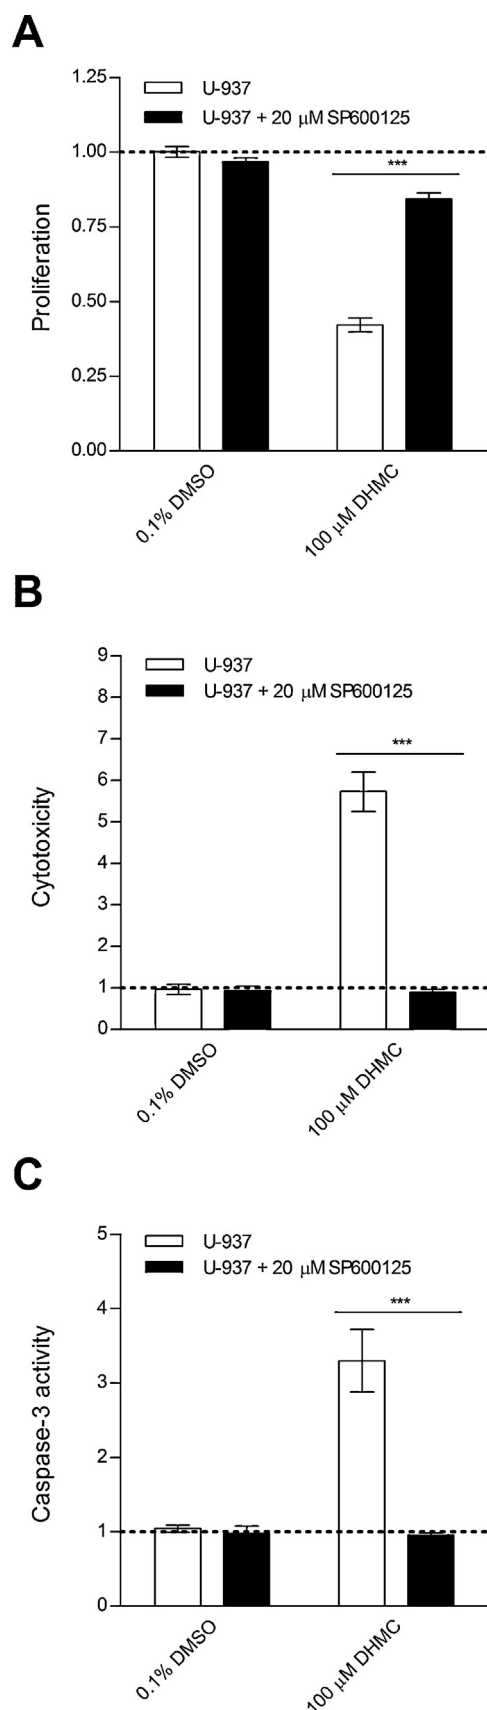 A
1.25
U-937
U-937 + 20 μM SP600125
1.00
***
0.75
Proliferation
0.50
0.25
0.00
0.1% DMSO
100 μM DHMC
B
9
U-937
8
U-937 + 20 μM SP600125
7
***
6
Cytotoxicity
5
4
3
2
1
0
0.1% DMSO
100 μM DHMC
C
5
U-937
U-937 + 20 μM SP600125
4
***
3
Caspase-3 activity
2
1
0
0.1% DMSO
100 μM DHMC